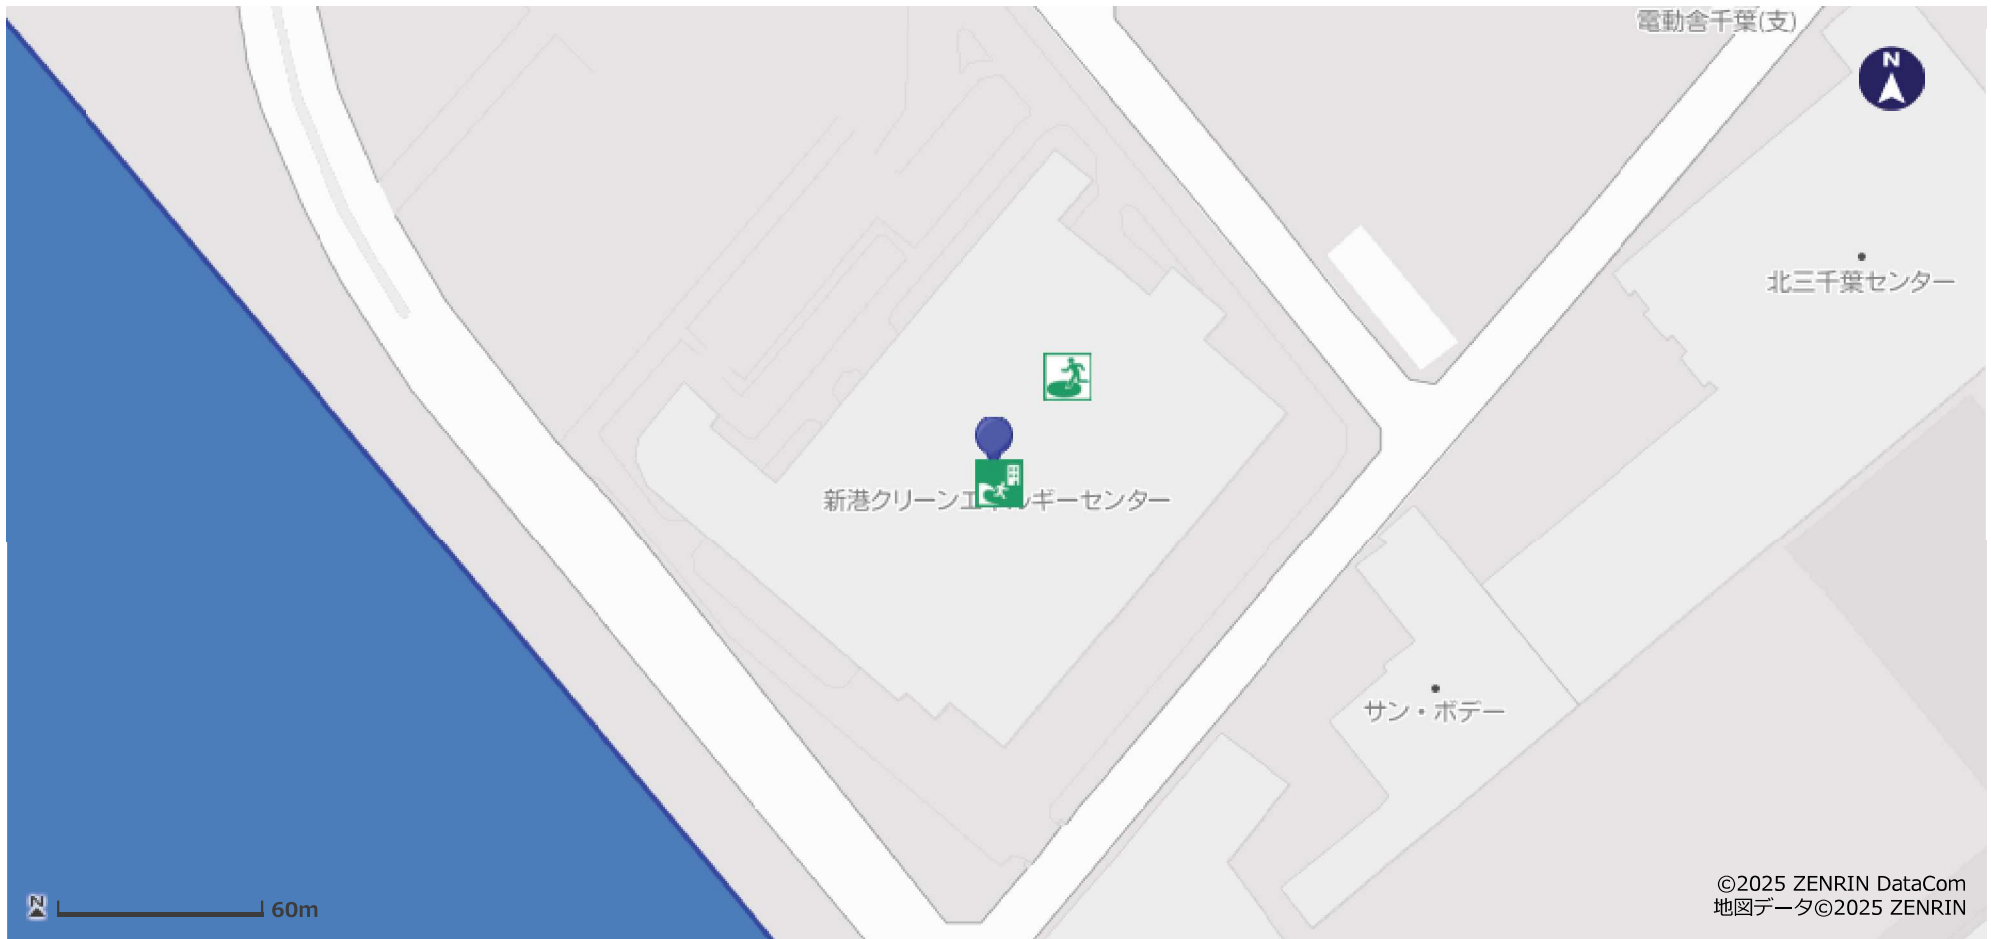 電動舎千葉(支)
N
北三千葉センター
新港クリーンエネルギーセンター
サン・ボデー
N
60m
©2025 ZENRIN DataCom
地図データ©2025 ZENRIN